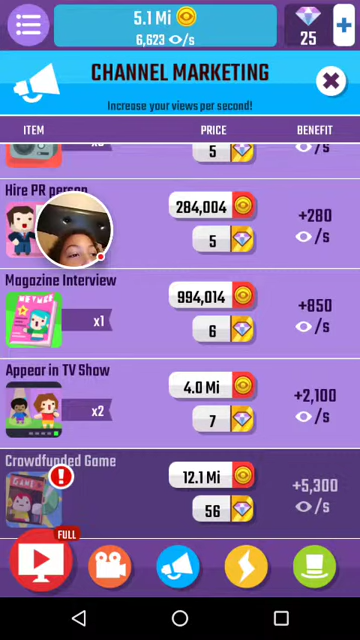 5.1 Mi
6,623 /s
25
+
CHANNEL MARKETING
Increase your views per second!
ITEM PRICE BENEFIT
5 /s
Hire PR person
284,004
+280
5 /s
Magazine Interview
994,014
+850
x1
6 /s
Appear in TV Show
4.0 Mi
+2,100
x2
7 /s
Crowdfunded Game
12.1 Mi
+5,300
GAME
56 /s
FULL